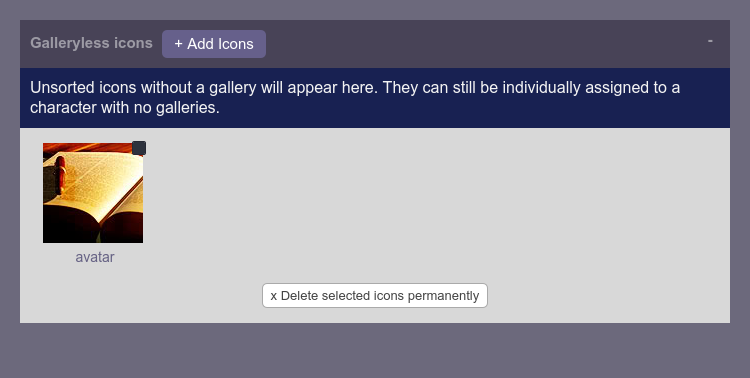 Galleryless icons + Add Icons -
Unsorted icons without a gallery will appear here. They can still be individually assigned to a
character with no galleries.
avatar
x Delete selected icons permanently